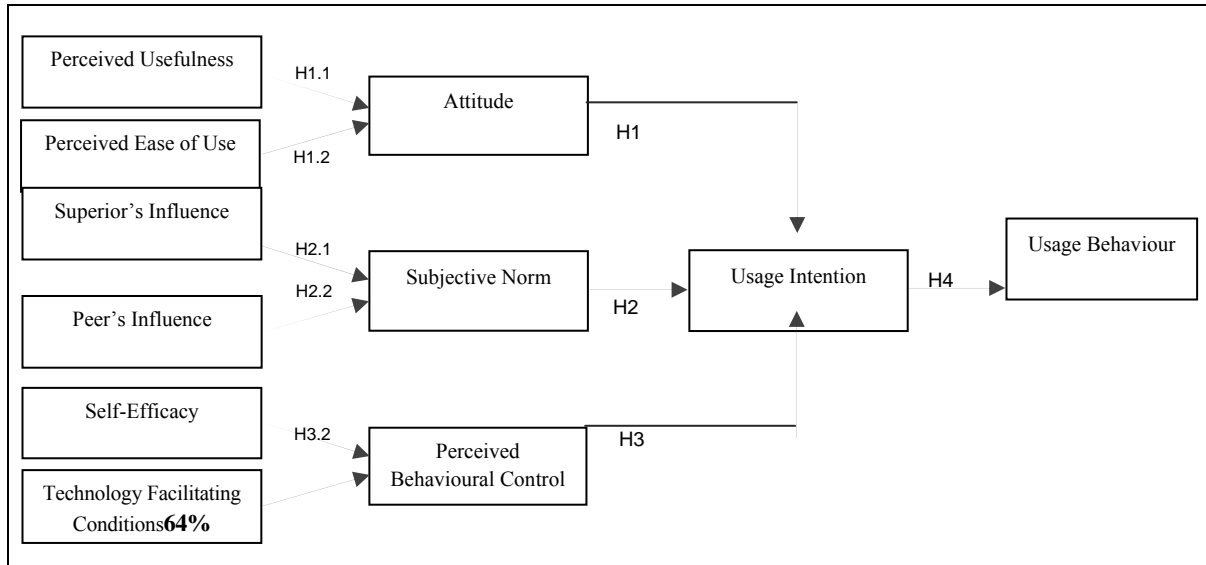 Perceived Usefulness
H1.1
Attitude
H1
Perceived Ease of Use
H1.2
Superior’s Influence
H2.1
Subjective Norm
H2
Usage Intention
H4
Usage Behaviour
H2.2
Peer’s Influence
Self-Efficacy
H3.2
Perceived
Behavioural Control
H3
Technology Facilitating
Conditions64%